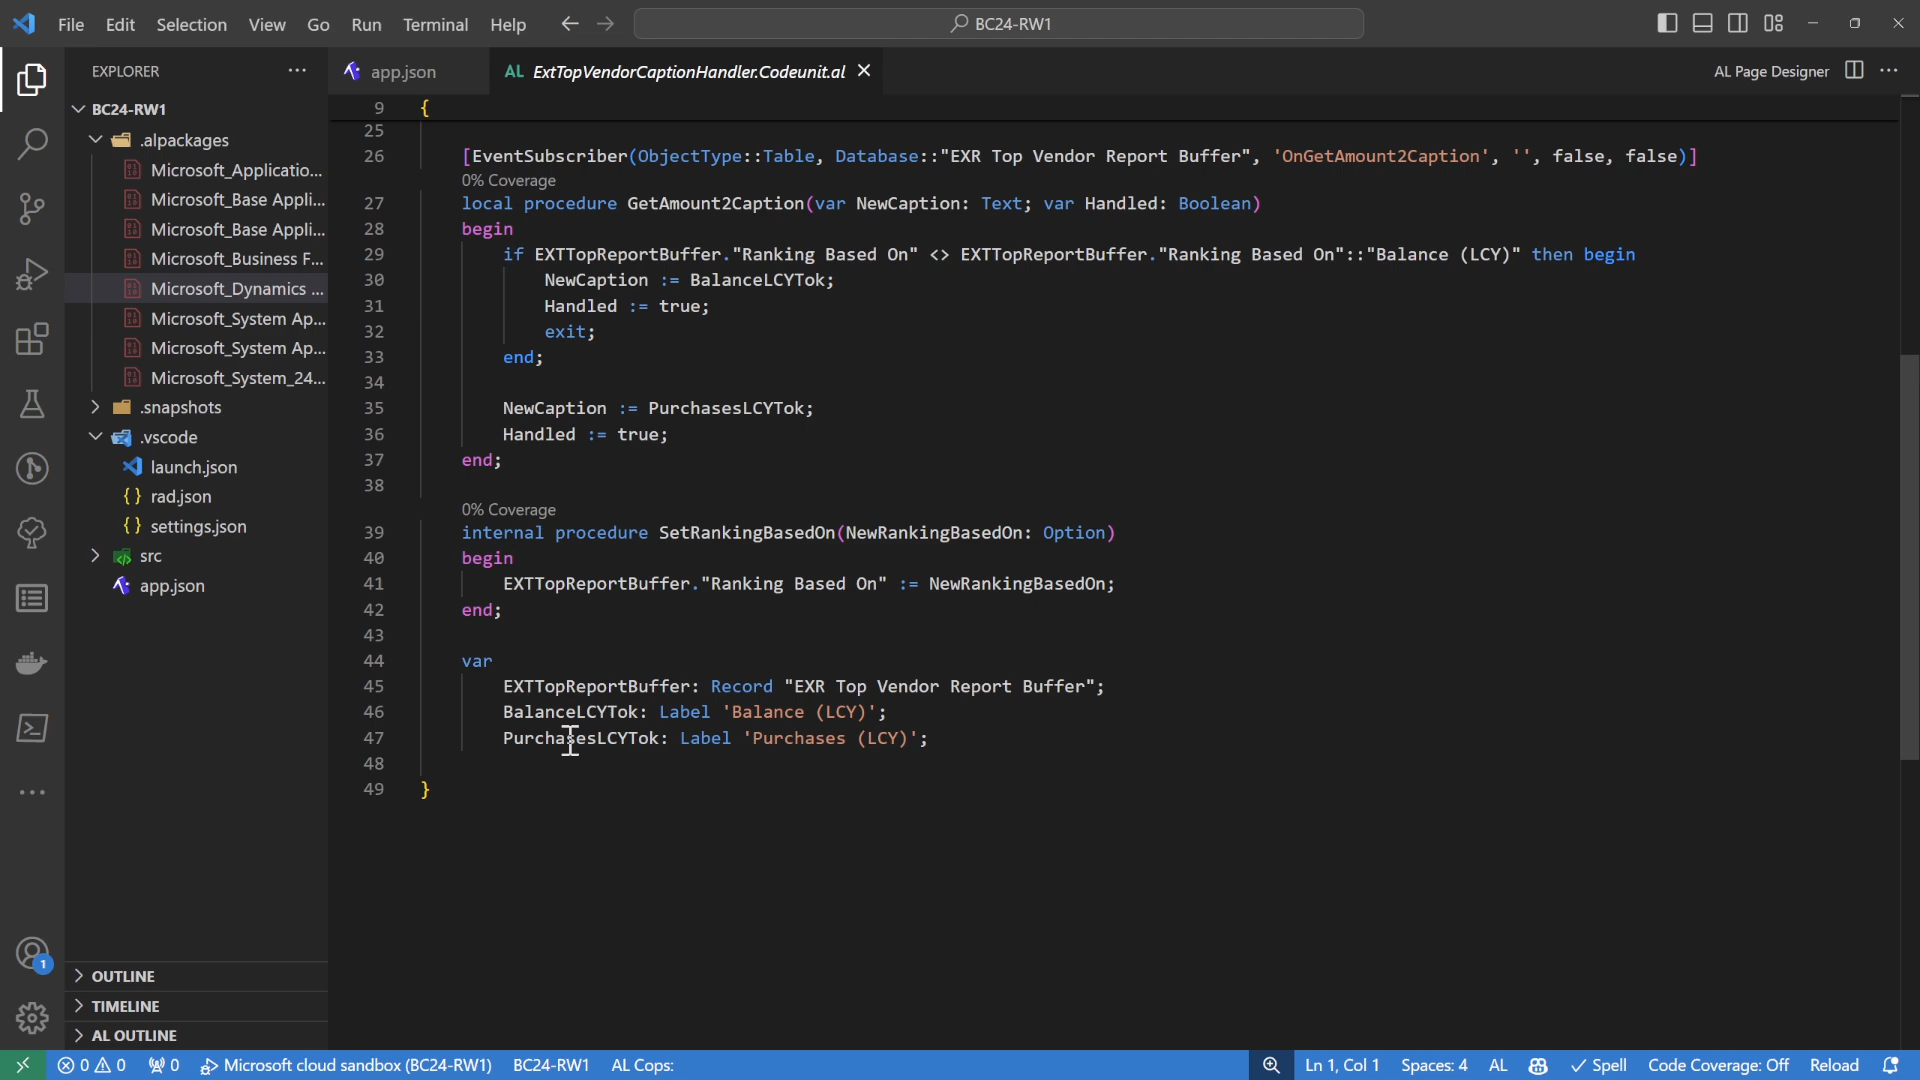 File Edit Selection View Go Run Terminal Help BC24-RW1
EXPLORER
BC24-RW1
.alpackages
Microsoft_Applicatio...
Microsoft_Base Appli...
Microsoft_Base Appli...
Microsoft_Business F...
Microsoft_Dynamics ...
Microsoft_System Ap...
Microsoft_System Ap...
Microsoft_System_24...
.snapshots
.vscode
launch.json
{} rad.json
{} settings.json
src
app.json
OUTLINE
TIMELINE
AL OUTLINE
1
app.json AL ExtTopVendorCaptionHandler.Codeunit.al AL Page Designer
9 {
25
26 [EventSubscriber(ObjectType::Table, Database::"EXR Top Vendor Report Buffer", 'OnGetAmount2Caption', '', false, false)]
0% Coverage
27 local procedure GetAmount2Caption(var NewCaption: Text; var Handled: Boolean)
28 begin
29 if EXTTopReportBuffer."Ranking Based On" <> EXTTopReportBuffer."Ranking Based On"::"Balance (LCY)" then begin
30 NewCaption := BalanceLCYTok;
31 Handled := true;
32 exit;
33 end;
34
35 NewCaption := PurchasesLCYTok;
36 Handled := true;
37 end;
38
0% Coverage
39 internal procedure SetRankingBasedOn(NewRankingBasedOn: Option)
40 begin
41 EXTTopReportBuffer."Ranking Based On" := NewRankingBasedOn;
42 end;
43
44 var
45 EXTTopReportBuffer: Record "EXR Top Vendor Report Buffer";
46 BalanceLCYTok: Label 'Balance (LCY)';
47 PurchasesLCYTok: Label 'Purchases (LCY)';
48
49 }
0 0 0 Microsoft cloud sandbox (BC24-RW1) BC24-RW1 AL Cops: Ln 1, Col 1 Spaces: 4 AL Spell Code Coverage: Off Reload